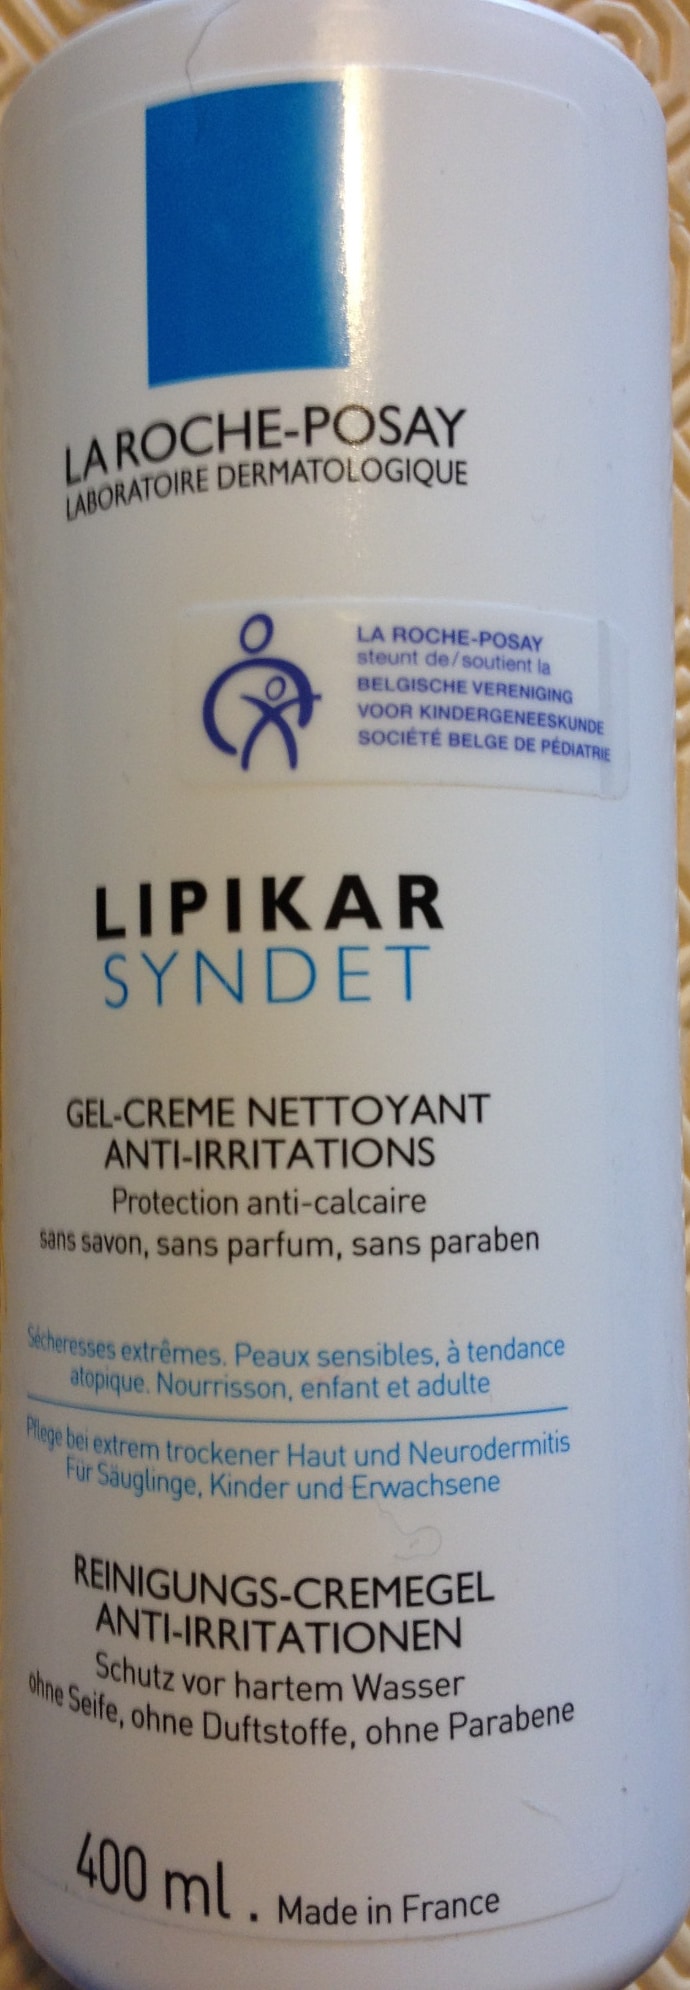 LA ROCHE-POSAY
LABORATOIRE DERMATOLOGIQUE
LA ROCHE-POSAY
steunt de/soutient la
BELGISCHE VERENIGING
VOOR KINDERGENEESKUNDE
SOCIÉTÉ BELGE DE PÉDIATRIE
LIPIKAR
SYNDET
GEL-CREME NETTOYANT
ANTI-IRRITATIONS
Protection anti-calcaire
sans savon, sans parfum, sans paraben
Sécheresses extrêmes. Peaux sensibles, à tendance
atopique. Nourrisson, enfant et adulte
Pflege bei extrem trockener Haut und Neurodermitis
Für Säuglinge, Kinder und Erwachsene
REINIGUNGS-CREMEGEL
ANTI-IRRITATIONEN
Schutz vor hartem Wasser
ohne Seife, ohne Duftstoffe, ohne Parabene
400 ml . Made in France